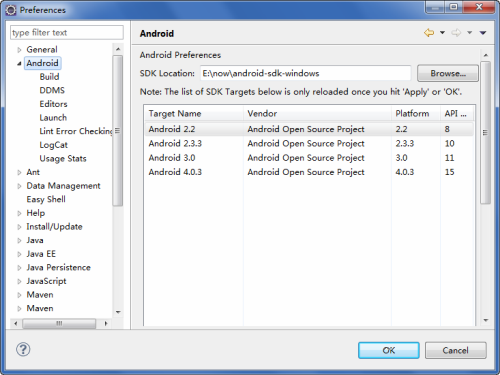 Preferences
type filter text
General
Android
Build
DDMS
Editors
Launch
Lint Error Checking
LogCat
Usage Stats
Ant
Data Management
Easy Shell
Help
Install/Update
Java
Java EE
Java Persistence
JavaScript
Maven
Maven
Android
Android Preferences
SDK Location: E:\now\android-sdk-windows Browse...
Note: The list of SDK Targets below is only reloaded once you hit 'Apply' or 'OK'.
Target Name Vendor Platform API ...
Android 2.2 Android Open Source Project 2.2 8
Android 2.3.3 Android Open Source Project 2.3.3 10
Android 3.0 Android Open Source Project 3.0 11
Android 4.0.3 Android Open Source Project 4.0.3 15
OK Cancel